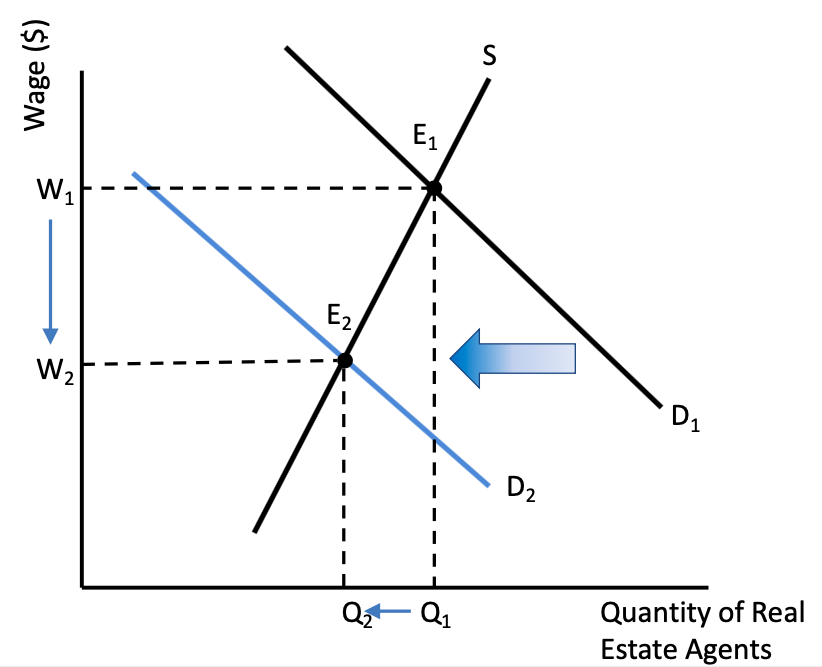 Wage ($)
S
E₁
W₁
E₂
W₂
D₁
D₂
Q₂
Q₁
Quantity of Real
Estate Agents